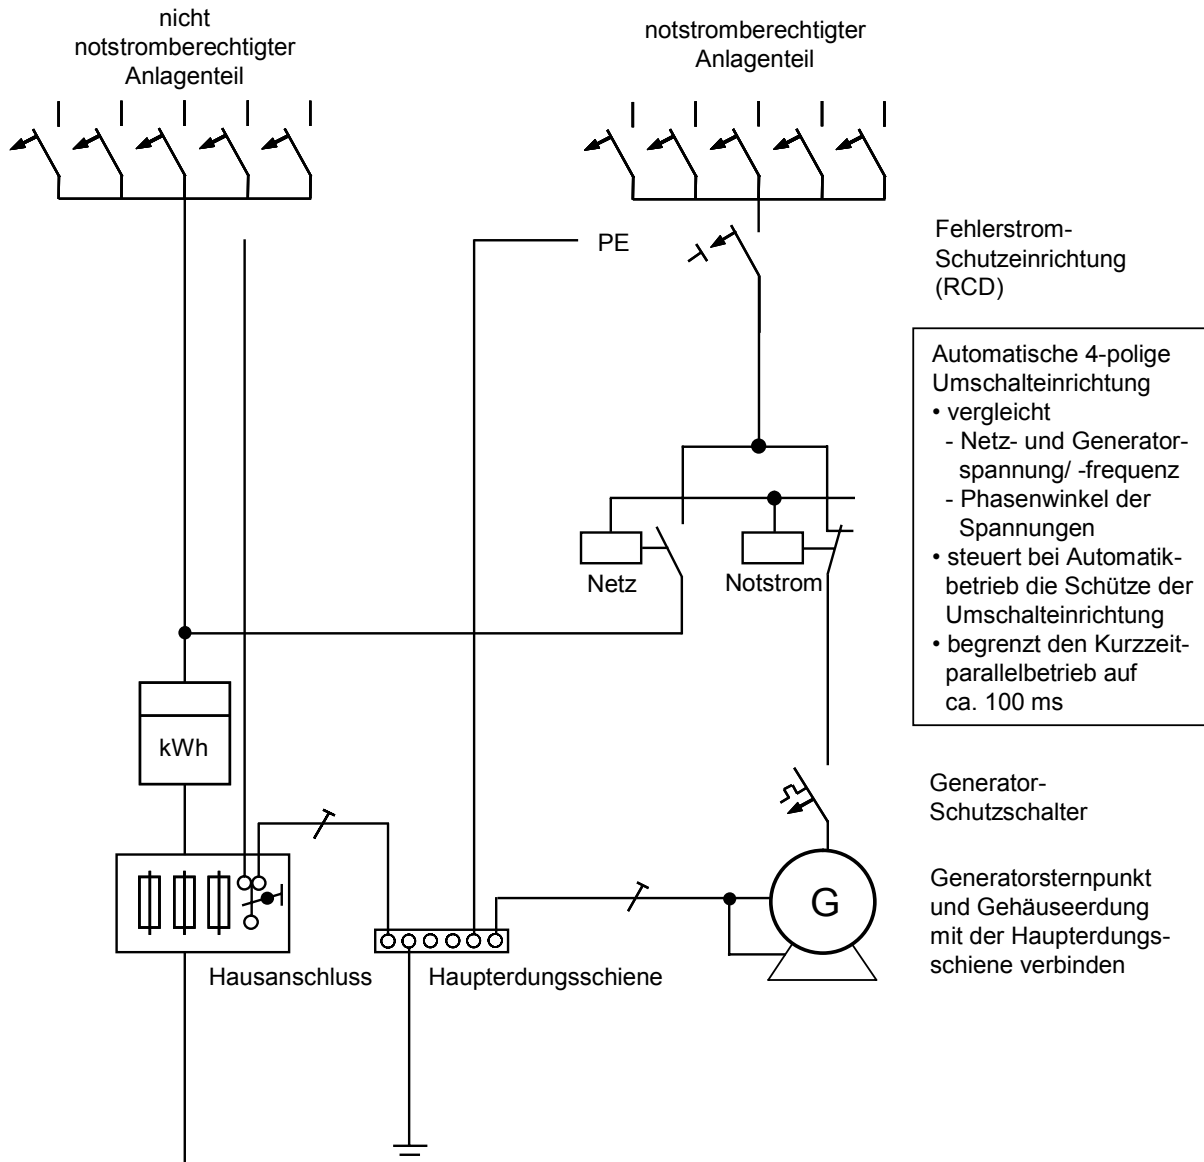 nicht
notstromberechtigter
Anlagenteil
notstromberechtigter
Anlagenteil
PE
Fehlerstrom-
Schutzeinrichtung
(RCD)
Automatische 4-polige
Umschalteinrichtung
• vergleicht
- Netz- und Generator-
spannung/ -frequenz
- Phasenwinkel der
Spannungen
• steuert bei Automatik-
betrieb die Schütze der
Umschalteinrichtung
• begrenzt den Kurzzeit-
parallelbetrieb auf
ca. 100 ms
Netz
Notstrom
kWh
Generator-
Schutzschalter
G
Generatorsternpunkt
und Gehäuseerdung
mit der Haupterdungs-
schiene verbinden
Hausanschluss
Haupterdungsschiene